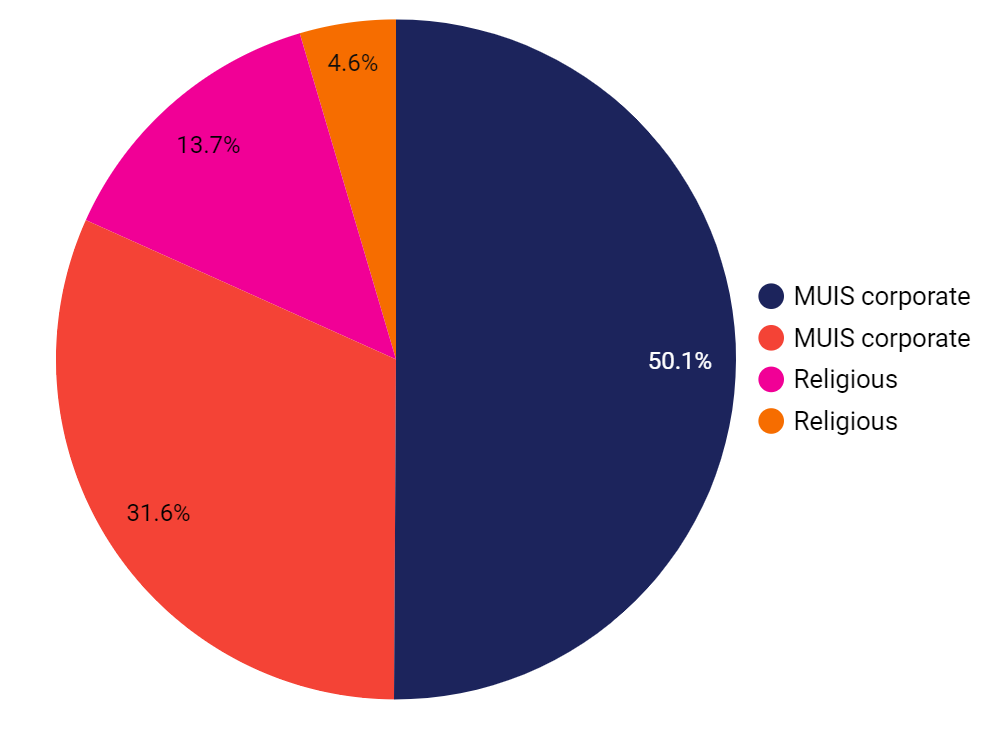 4.6%
13.7%
50.1%
31.6%
MUIS corporate
MUIS corporate
Religious
Religious